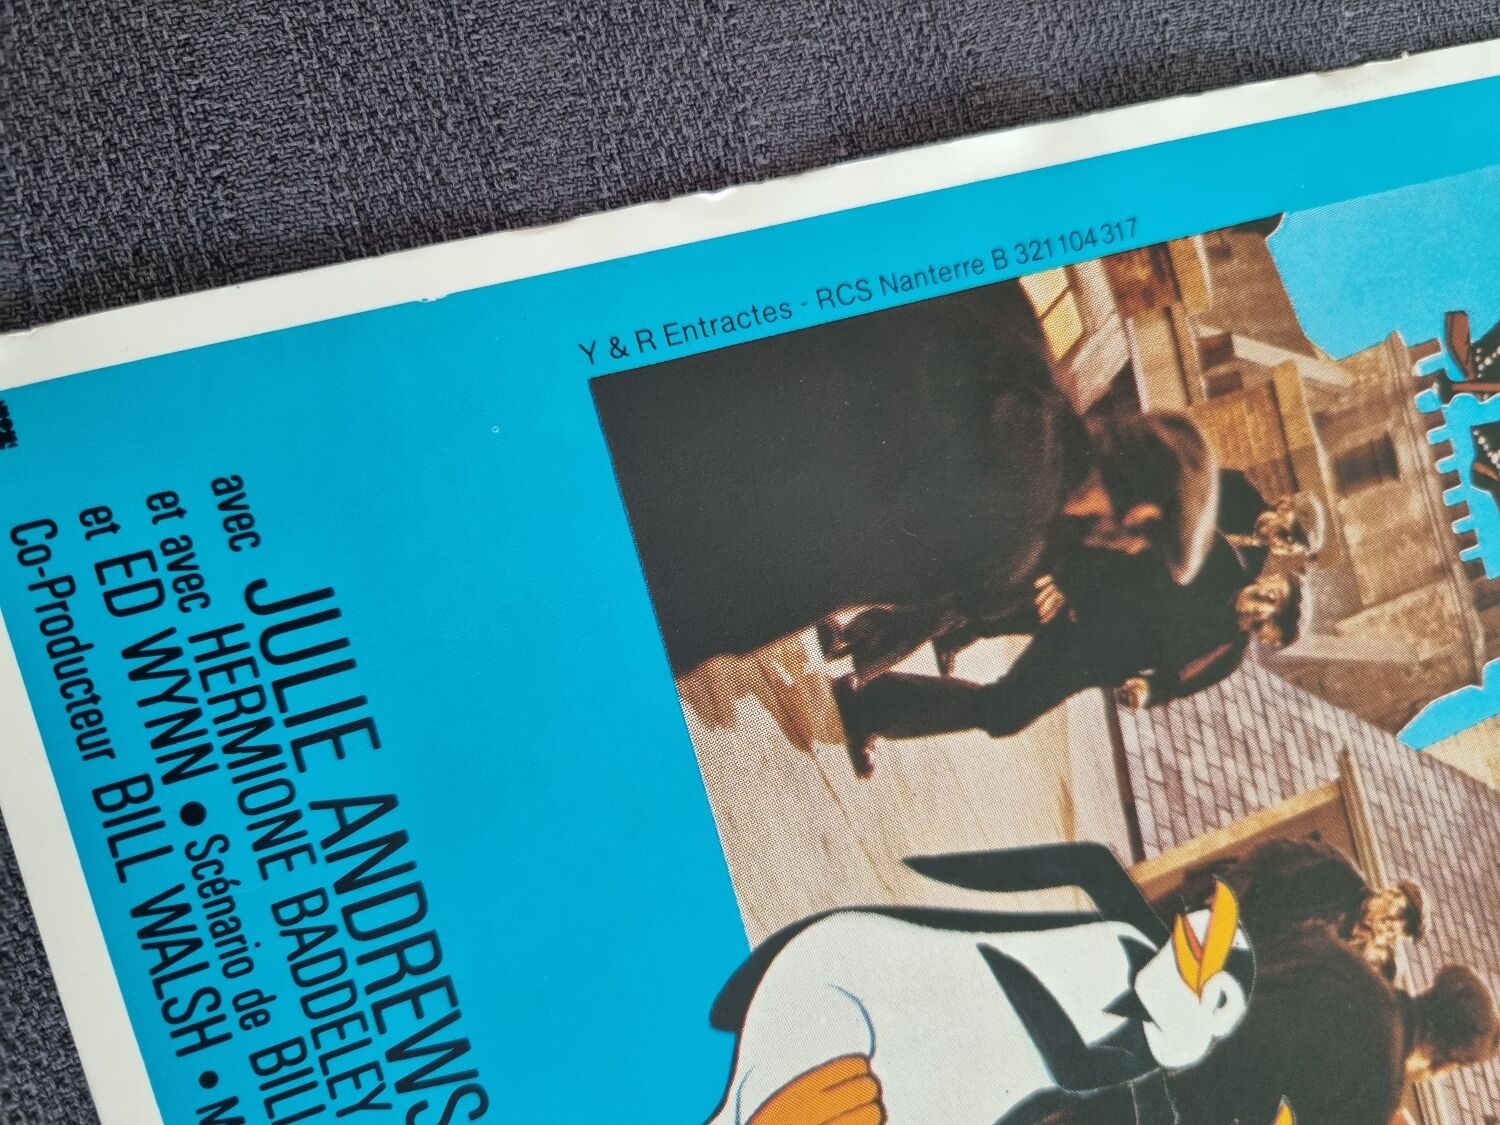 Y & R Entractes - RCS Nanterre B 321 104 317
avec JULIE ANDREWS
et avec HERMIONE BADDELEY
et ED WYNN • Scénario de BILL
Co-Producteur BILL WALSH • M